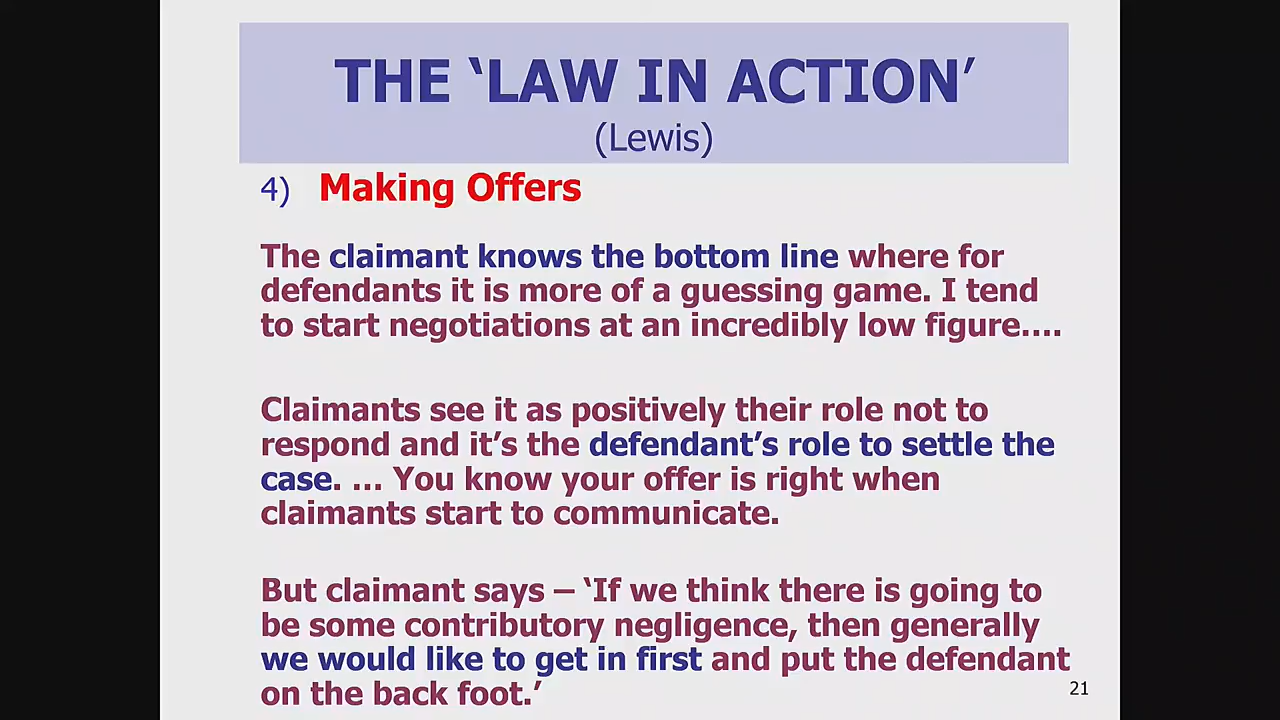 THE ‘LAW IN ACTION’
(Lewis)
4) Making Offers
The claimant knows the bottom line where for
defendants it is more of a guessing game. I tend
to start negotiations at an incredibly low figure....
Claimants see it as positively their role not to
respond and it’s the defendant’s role to settle the
case. ... You know your offer is right when
claimants start to communicate.
But claimant says – ‘If we think there is going to
be some contributory negligence, then generally
we would like to get in first and put the defendant
on the back foot.’
21